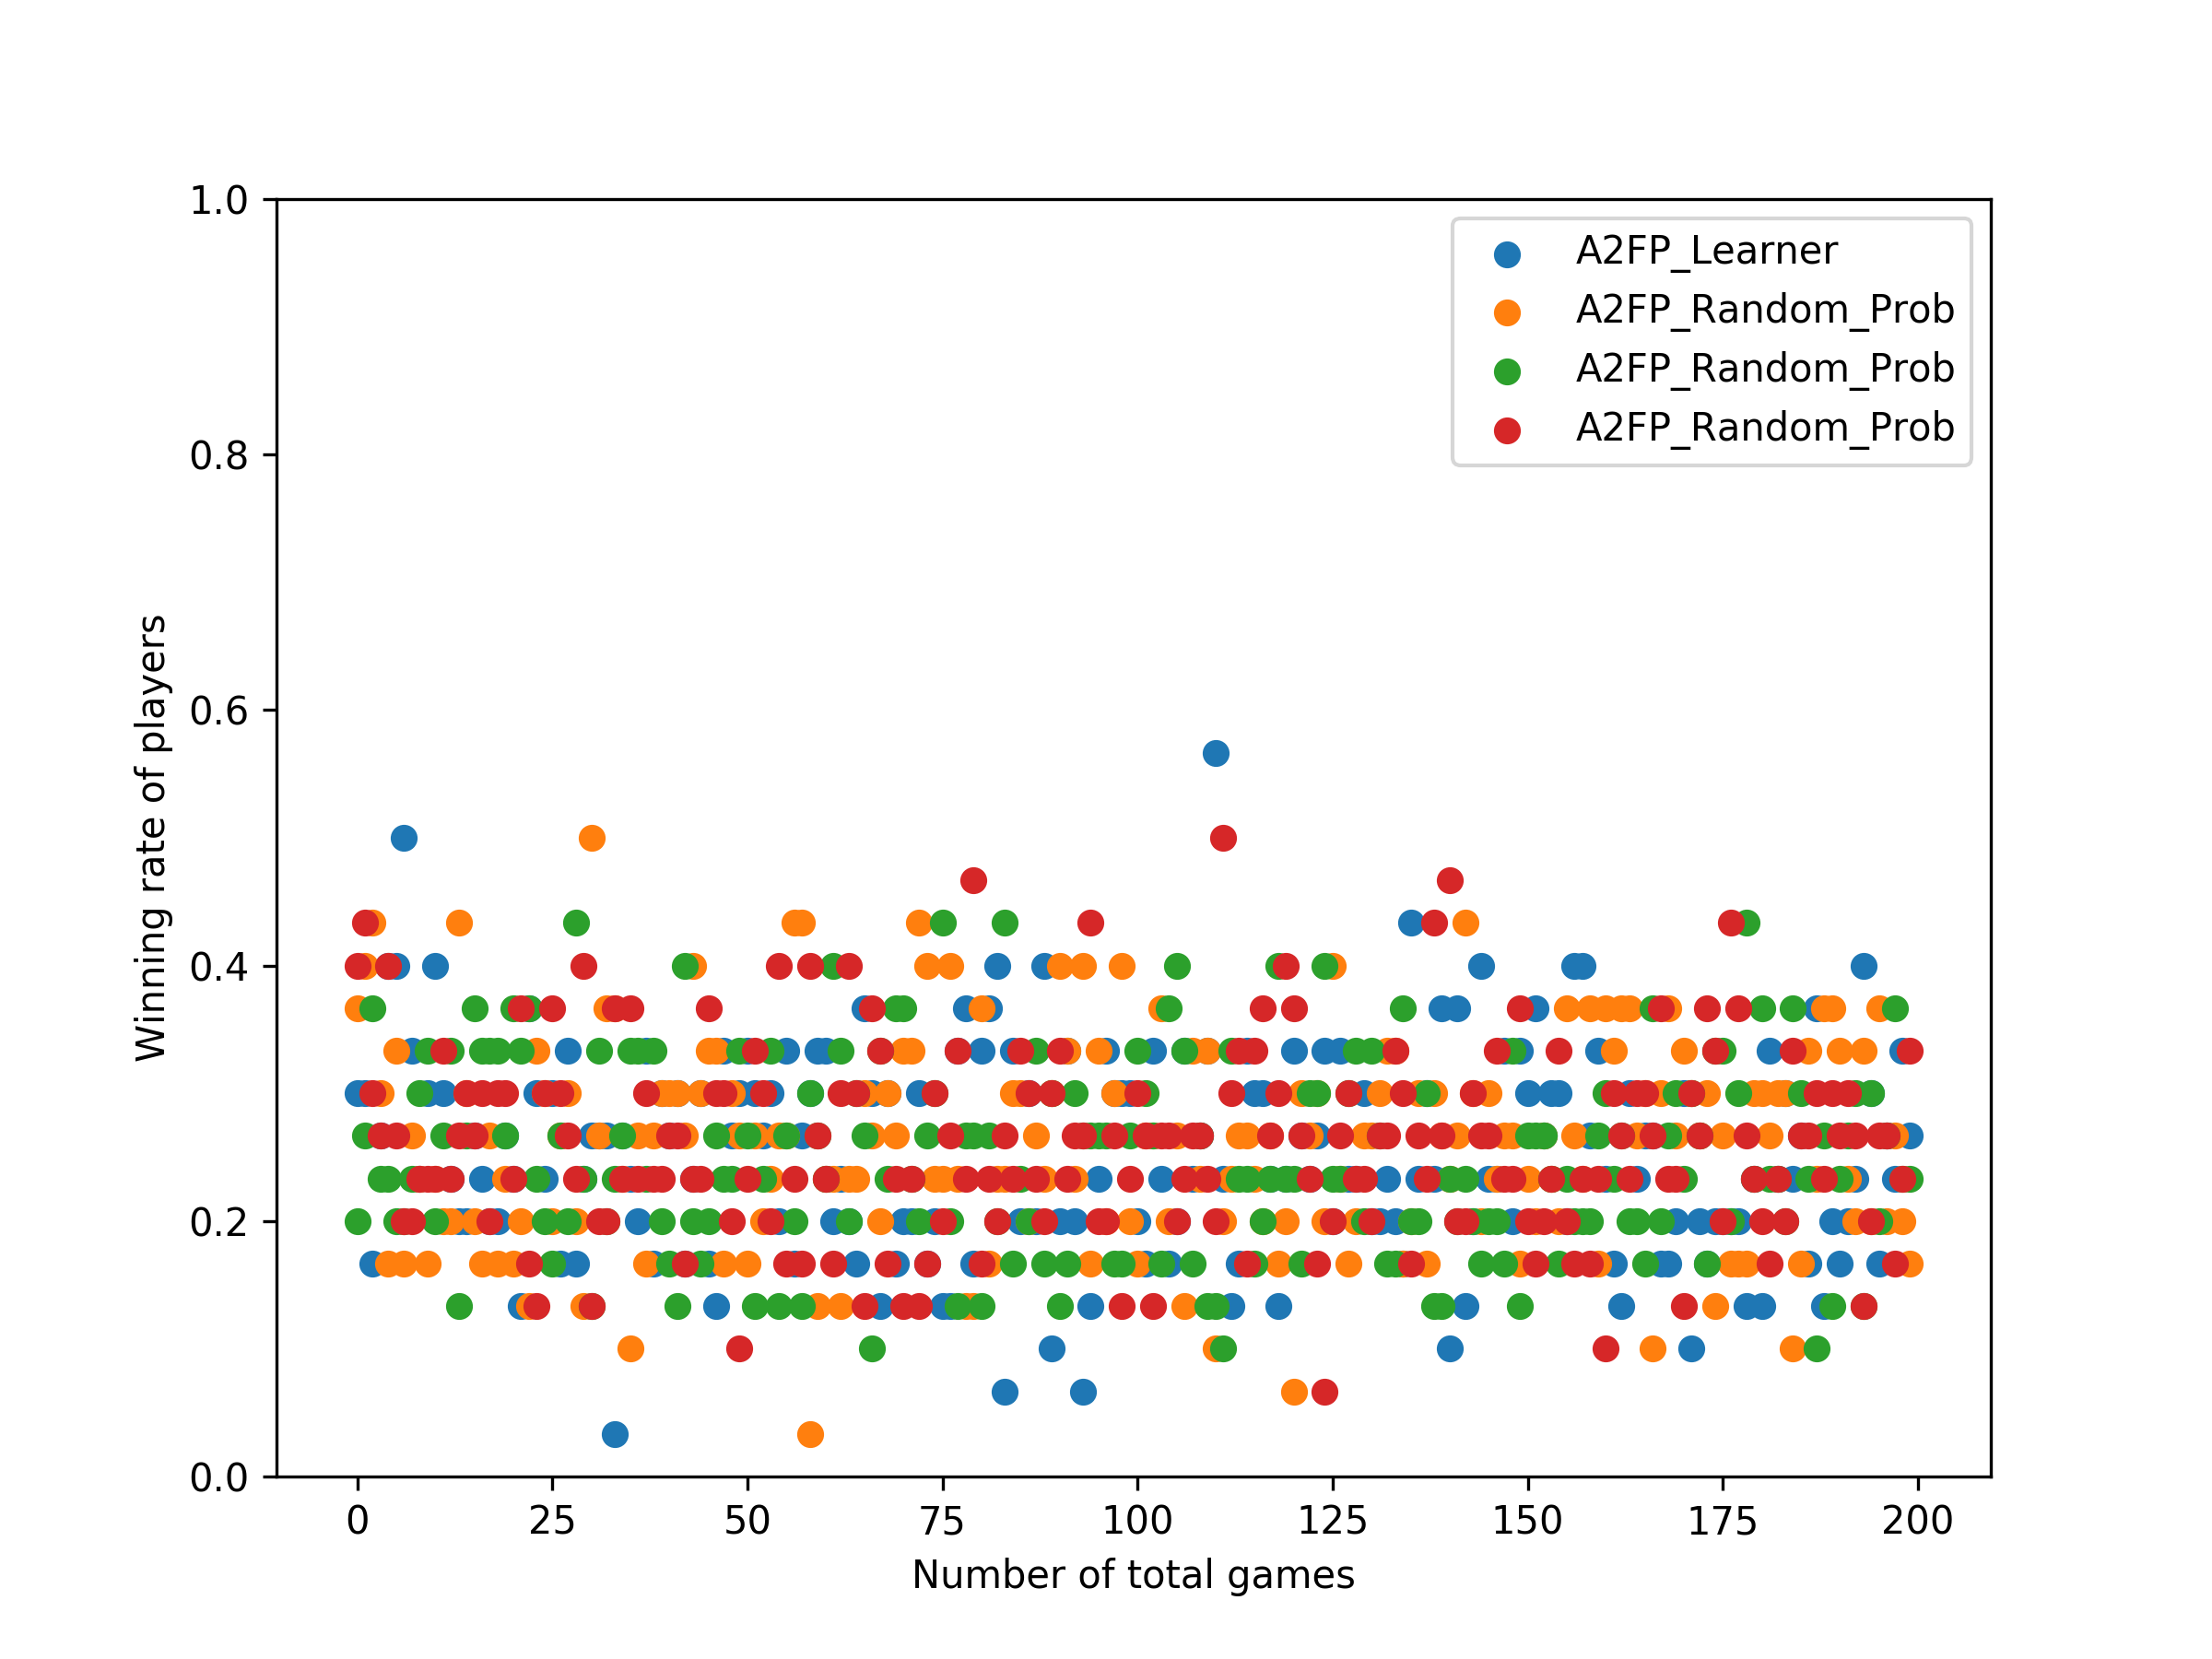 1.0
0.8
0.6
0.4
0.2
0.0
Winning rate of players
A2FP_Learner
A2FP_Random_Prob
A2FP_Random_Prob
A2FP_Random_Prob
0 25 50 75 100 125 150 175 200
Number of total games